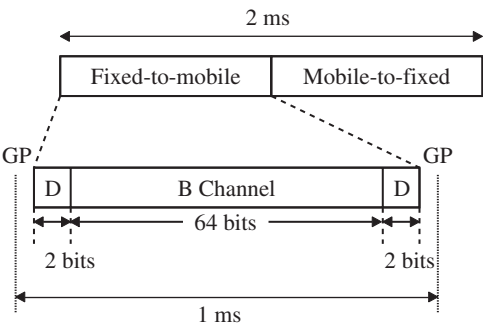 2 ms
Fixed-to-mobile Mobile-to-fixed
GP GP
D B Channel D
64 bits
2 bits 2 bits
1 ms